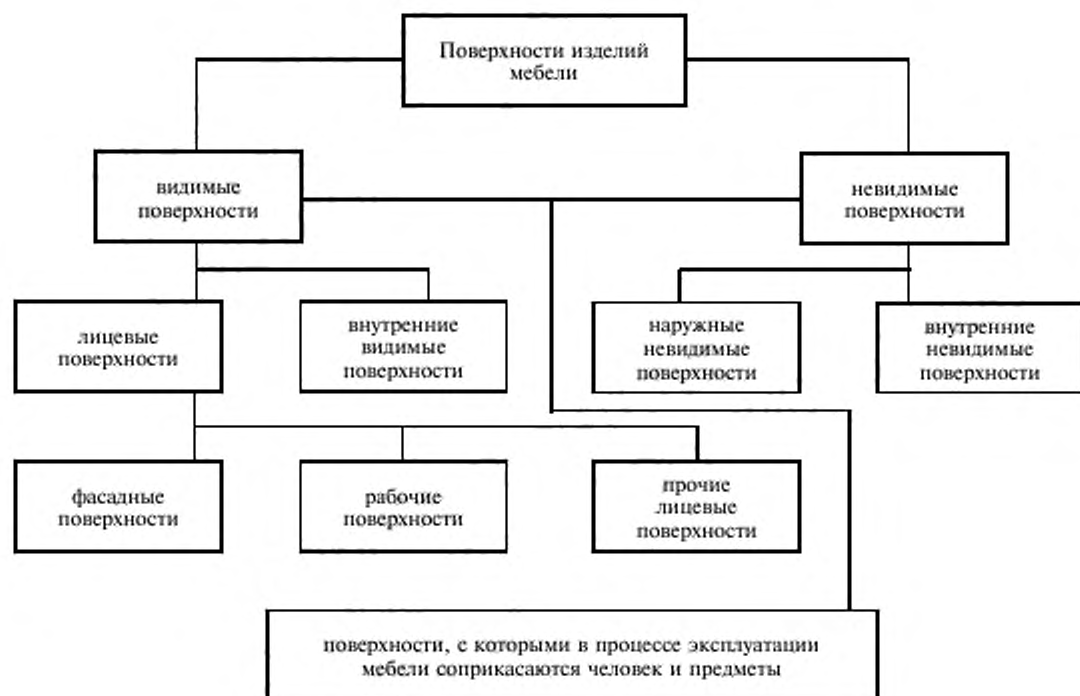 Поверхности изделий
мебели
видимые
поверхности
невидимые
поверхности
лицевые
поверхности
внутренние
видимые
поверхности
наружные
невидимые
поверхности
внутренние
невидимые
поверхности
фасадные
поверхности
рабочие
поверхности
прочие
лицевые
поверхности
поверхности, с которыми в процессе эксплуатации
мебели соприкасаются человек и предметы